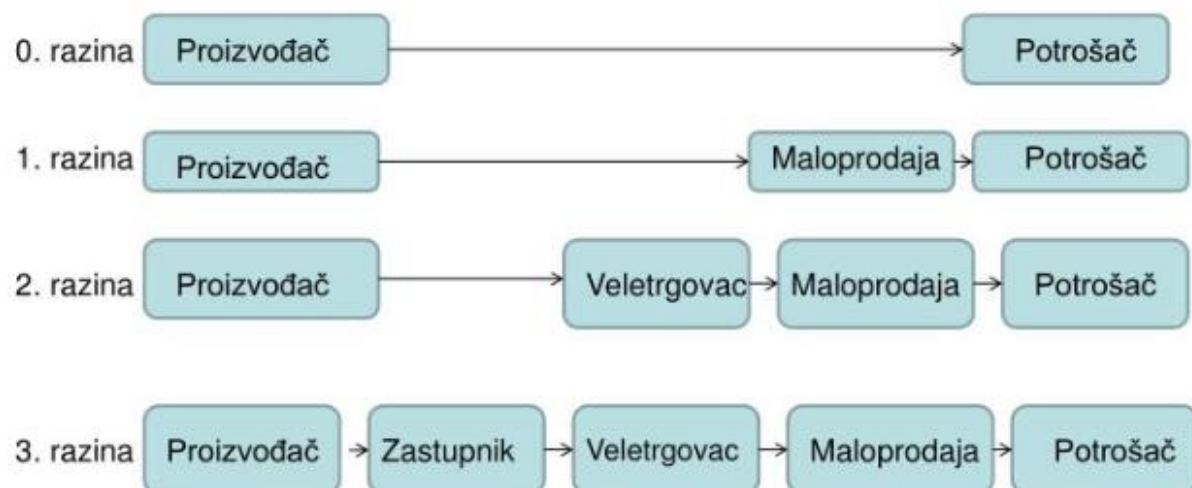 0. razina Proizvođač Potrošač
1. razina Proizvođač Maloprodaja Potrošač
2. razina Proizvođač Veletrgovac Maloprodaja Potrošač
3. razina Proizvođač Zastupnik Veletrgovac Maloprodaja Potrošač